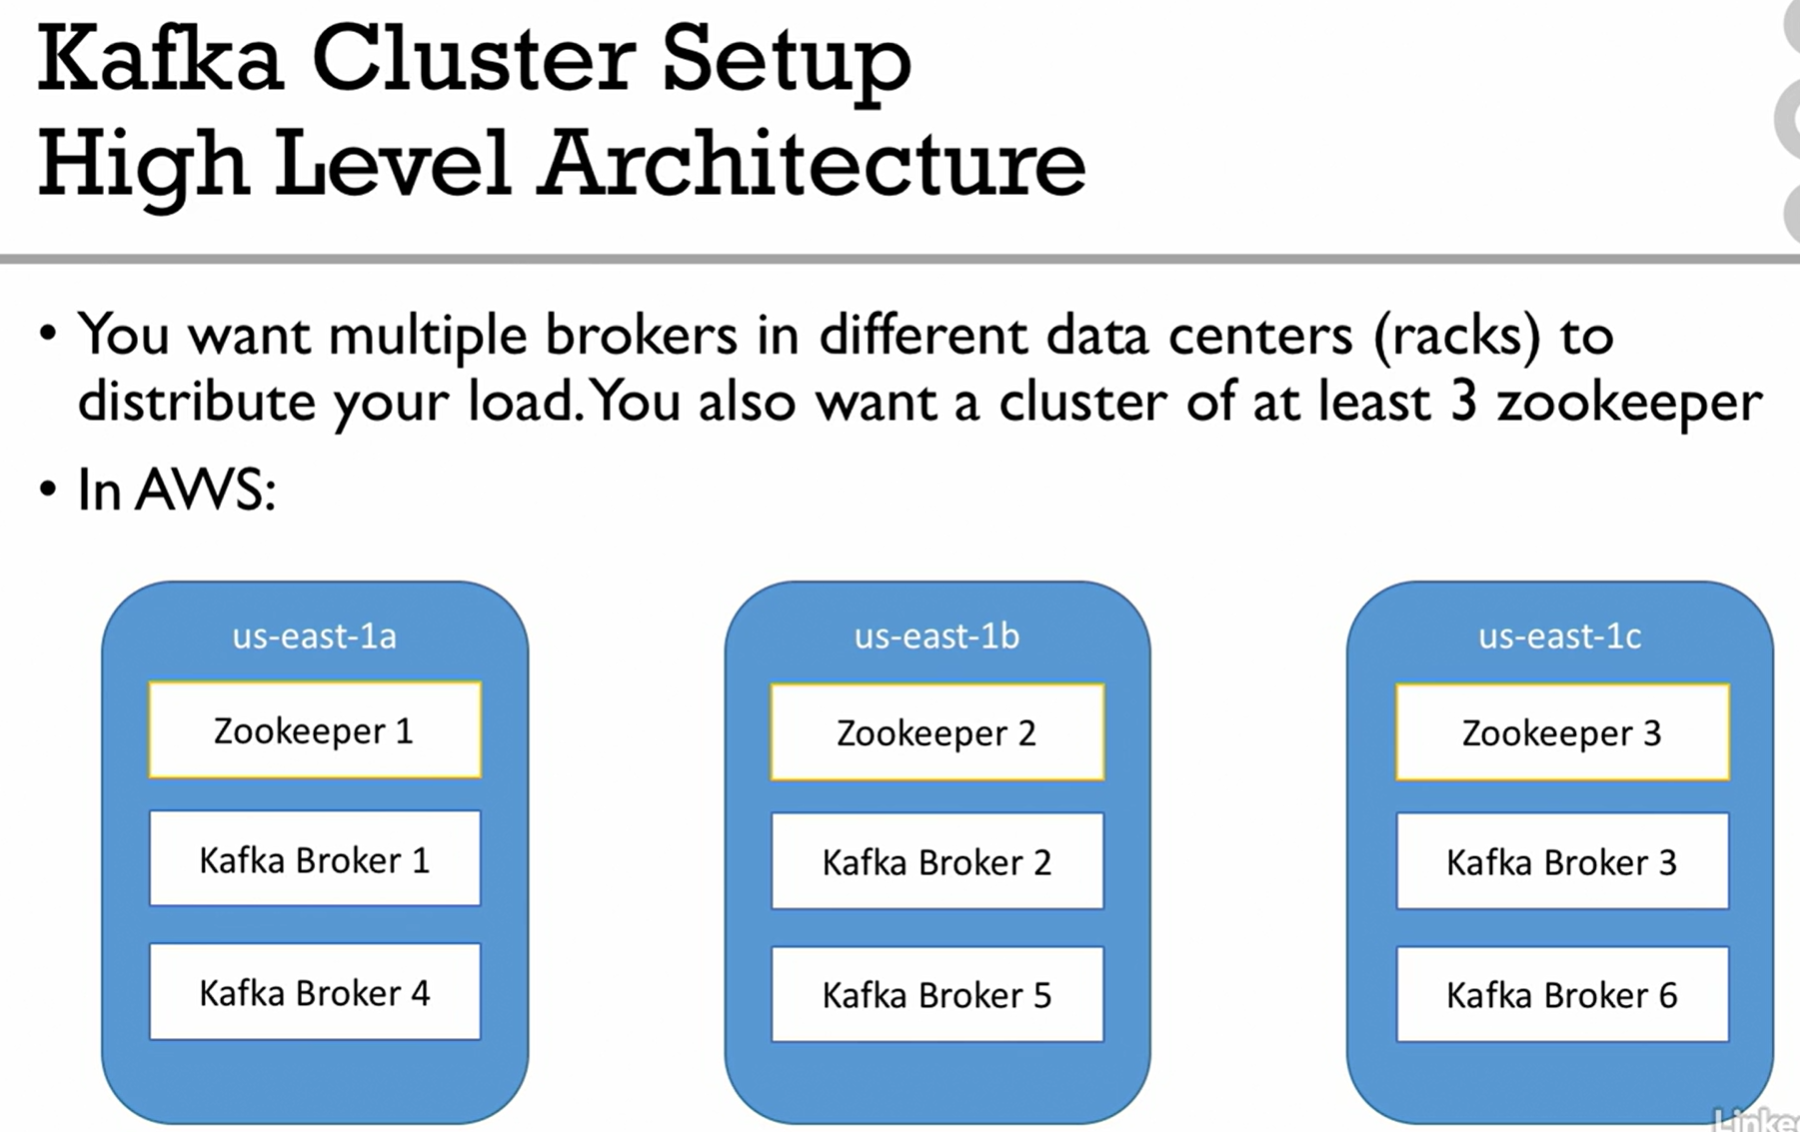 Kafka Cluster Setup
High Level Architecture
• You want multiple brokers in different data centers (racks) to
distribute your load. You also want a cluster of at least 3 zookeeper
• In AWS:
us-east-1a
Zookeeper 1
Kafka Broker 1
Kafka Broker 4
us-east-1b
Zookeeper 2
Kafka Broker 2
Kafka Broker 5
us-east-1c
Zookeeper 3
Kafka Broker 3
Kafka Broker 6